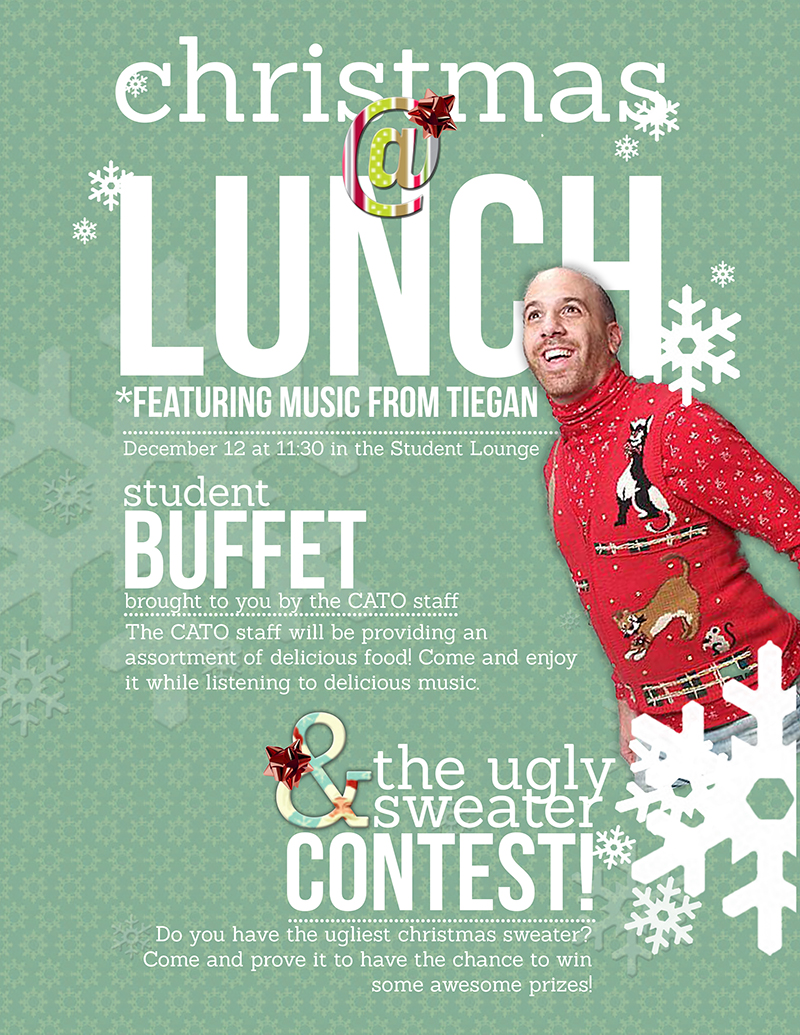 christmas
@
LUNCH
*FEATURING MUSIC FROM TIEGAN
December 12 at 11:30 in the Student Lounge
student
BUFFET
brought to you by the CATO staff
The CATO staff will be providing an
assortment of delicious food! Come and enjoy
it while listening to delicious music.
& the ugly
sweater
CONTEST!
Do you have the ugliest christmas sweater?
Come and prove it to have the chance to win
some awesome prizes!